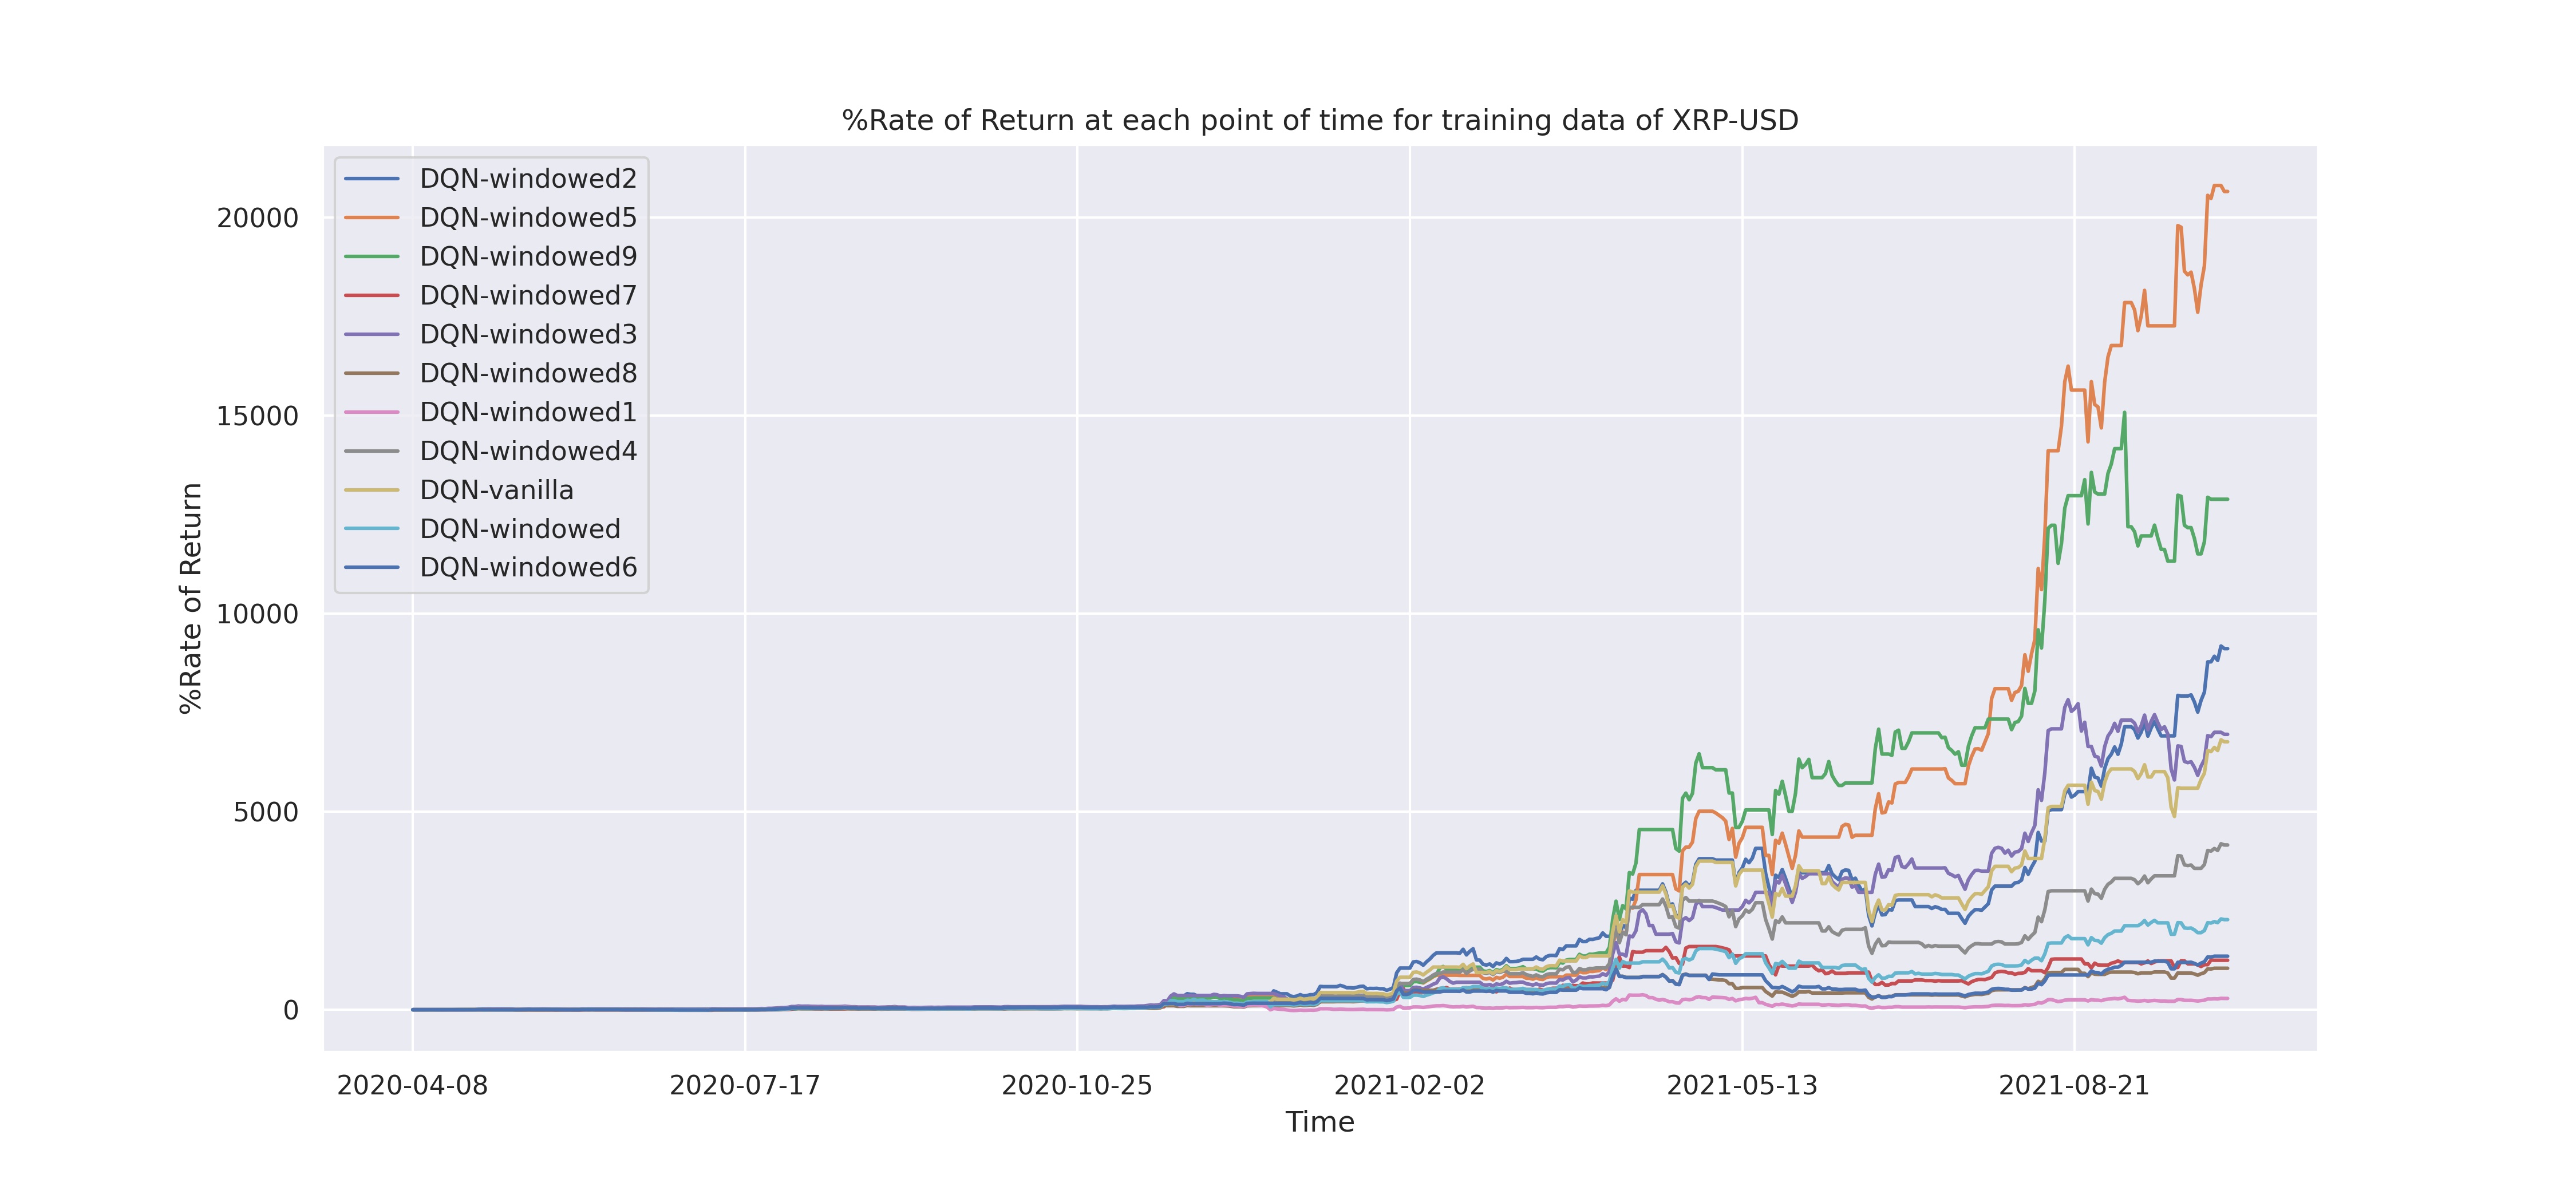 %Rate of Return at each point of time for training data of XRP-USD
DQN-windowed2
DQN-windowed5
DQN-windowed9
DQN-windowed7
DQN-windowed3
DQN-windowed8
DQN-windowed1
DQN-windowed4
DQN-vanilla
DQN-windowed
DQN-windowed6
%Rate of Return
20000
15000
10000
5000
0
2020-04-08
2020-07-17
2020-10-25
2021-02-02
2021-05-13
2021-08-21
Time